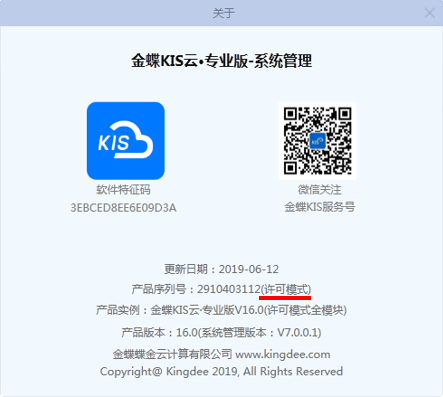 关于
金蝶KIS云•专业版-系统管理
KIS
软件特征码
3EBCED8EE6E09D3A
微信关注
金蝶KIS服务号
更新日期：2019-06-12
产品序列号：2910403112(许可模式)
产品实例：金蝶KIS云·专业版V16.0(许可模式全模块)
产品版本：16.0(系统管理版本：V7.0.0.1)
金蝶蝶金云计算有限公司 www.kingdee.com
Copyright@ Kingdee 2019, All Rights Reserved